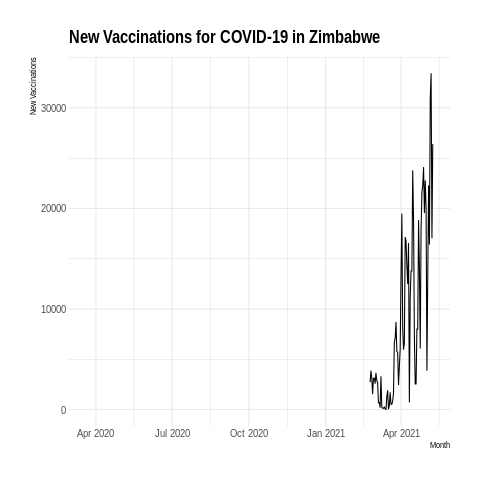 New Vaccinations for COVID-19 in Zimbabwe
New Vaccinations
30000
20000
10000
0
Apr 2020 Jul 2020 Oct 2020 Jan 2021 Apr 2021
Month